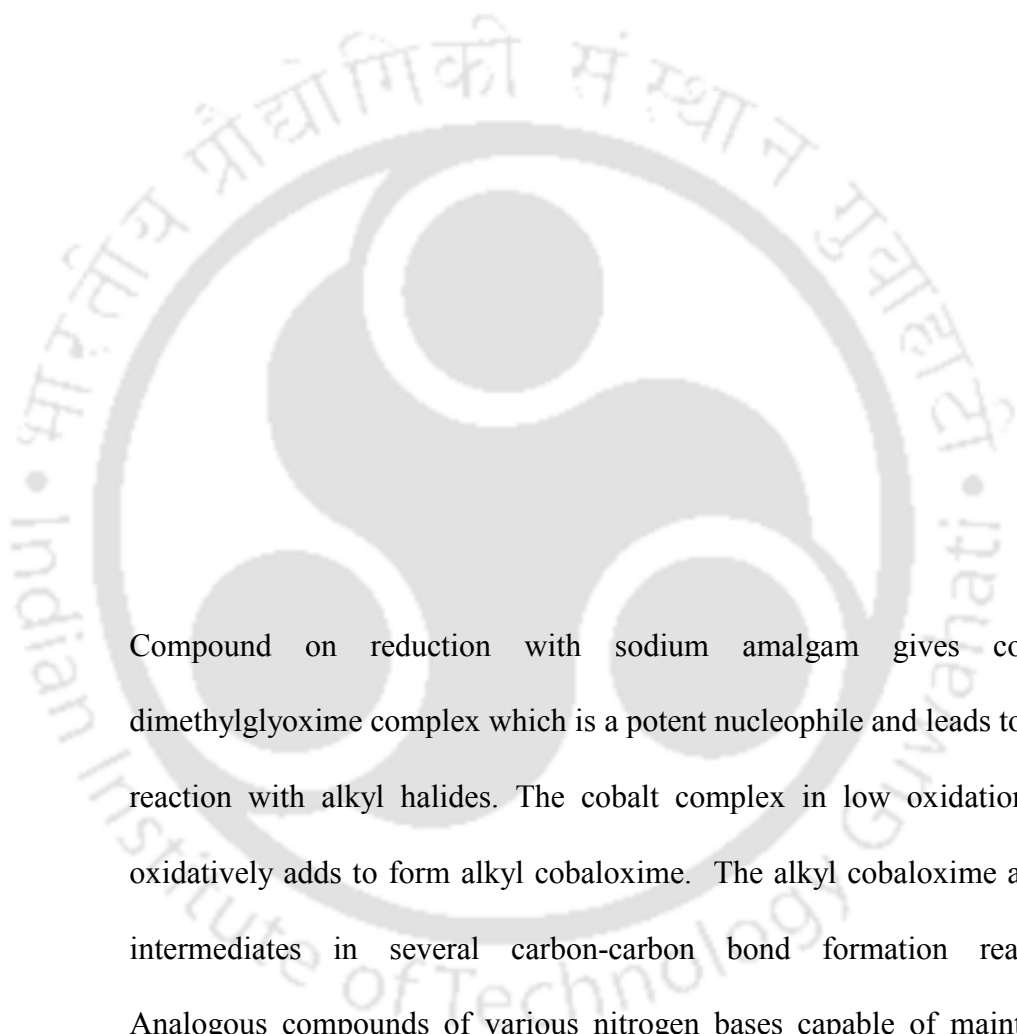 भारतीय प्रौद्योगिकी संस्थान गुवाहाटी
Indian Institute of Technology Guwahati
Compound on reduction with sodium amalgam gives co
dimethylglyoxime complex which is a potent nucleophile and leads to
reaction with alkyl halides. The cobalt complex in low oxidation
oxidatively adds to form alkyl cobaloxime. The alkyl cobaloxime a
intermediates in several carbon-carbon bond formation rea
Analogous compounds of various nitrogen bases capable of maint